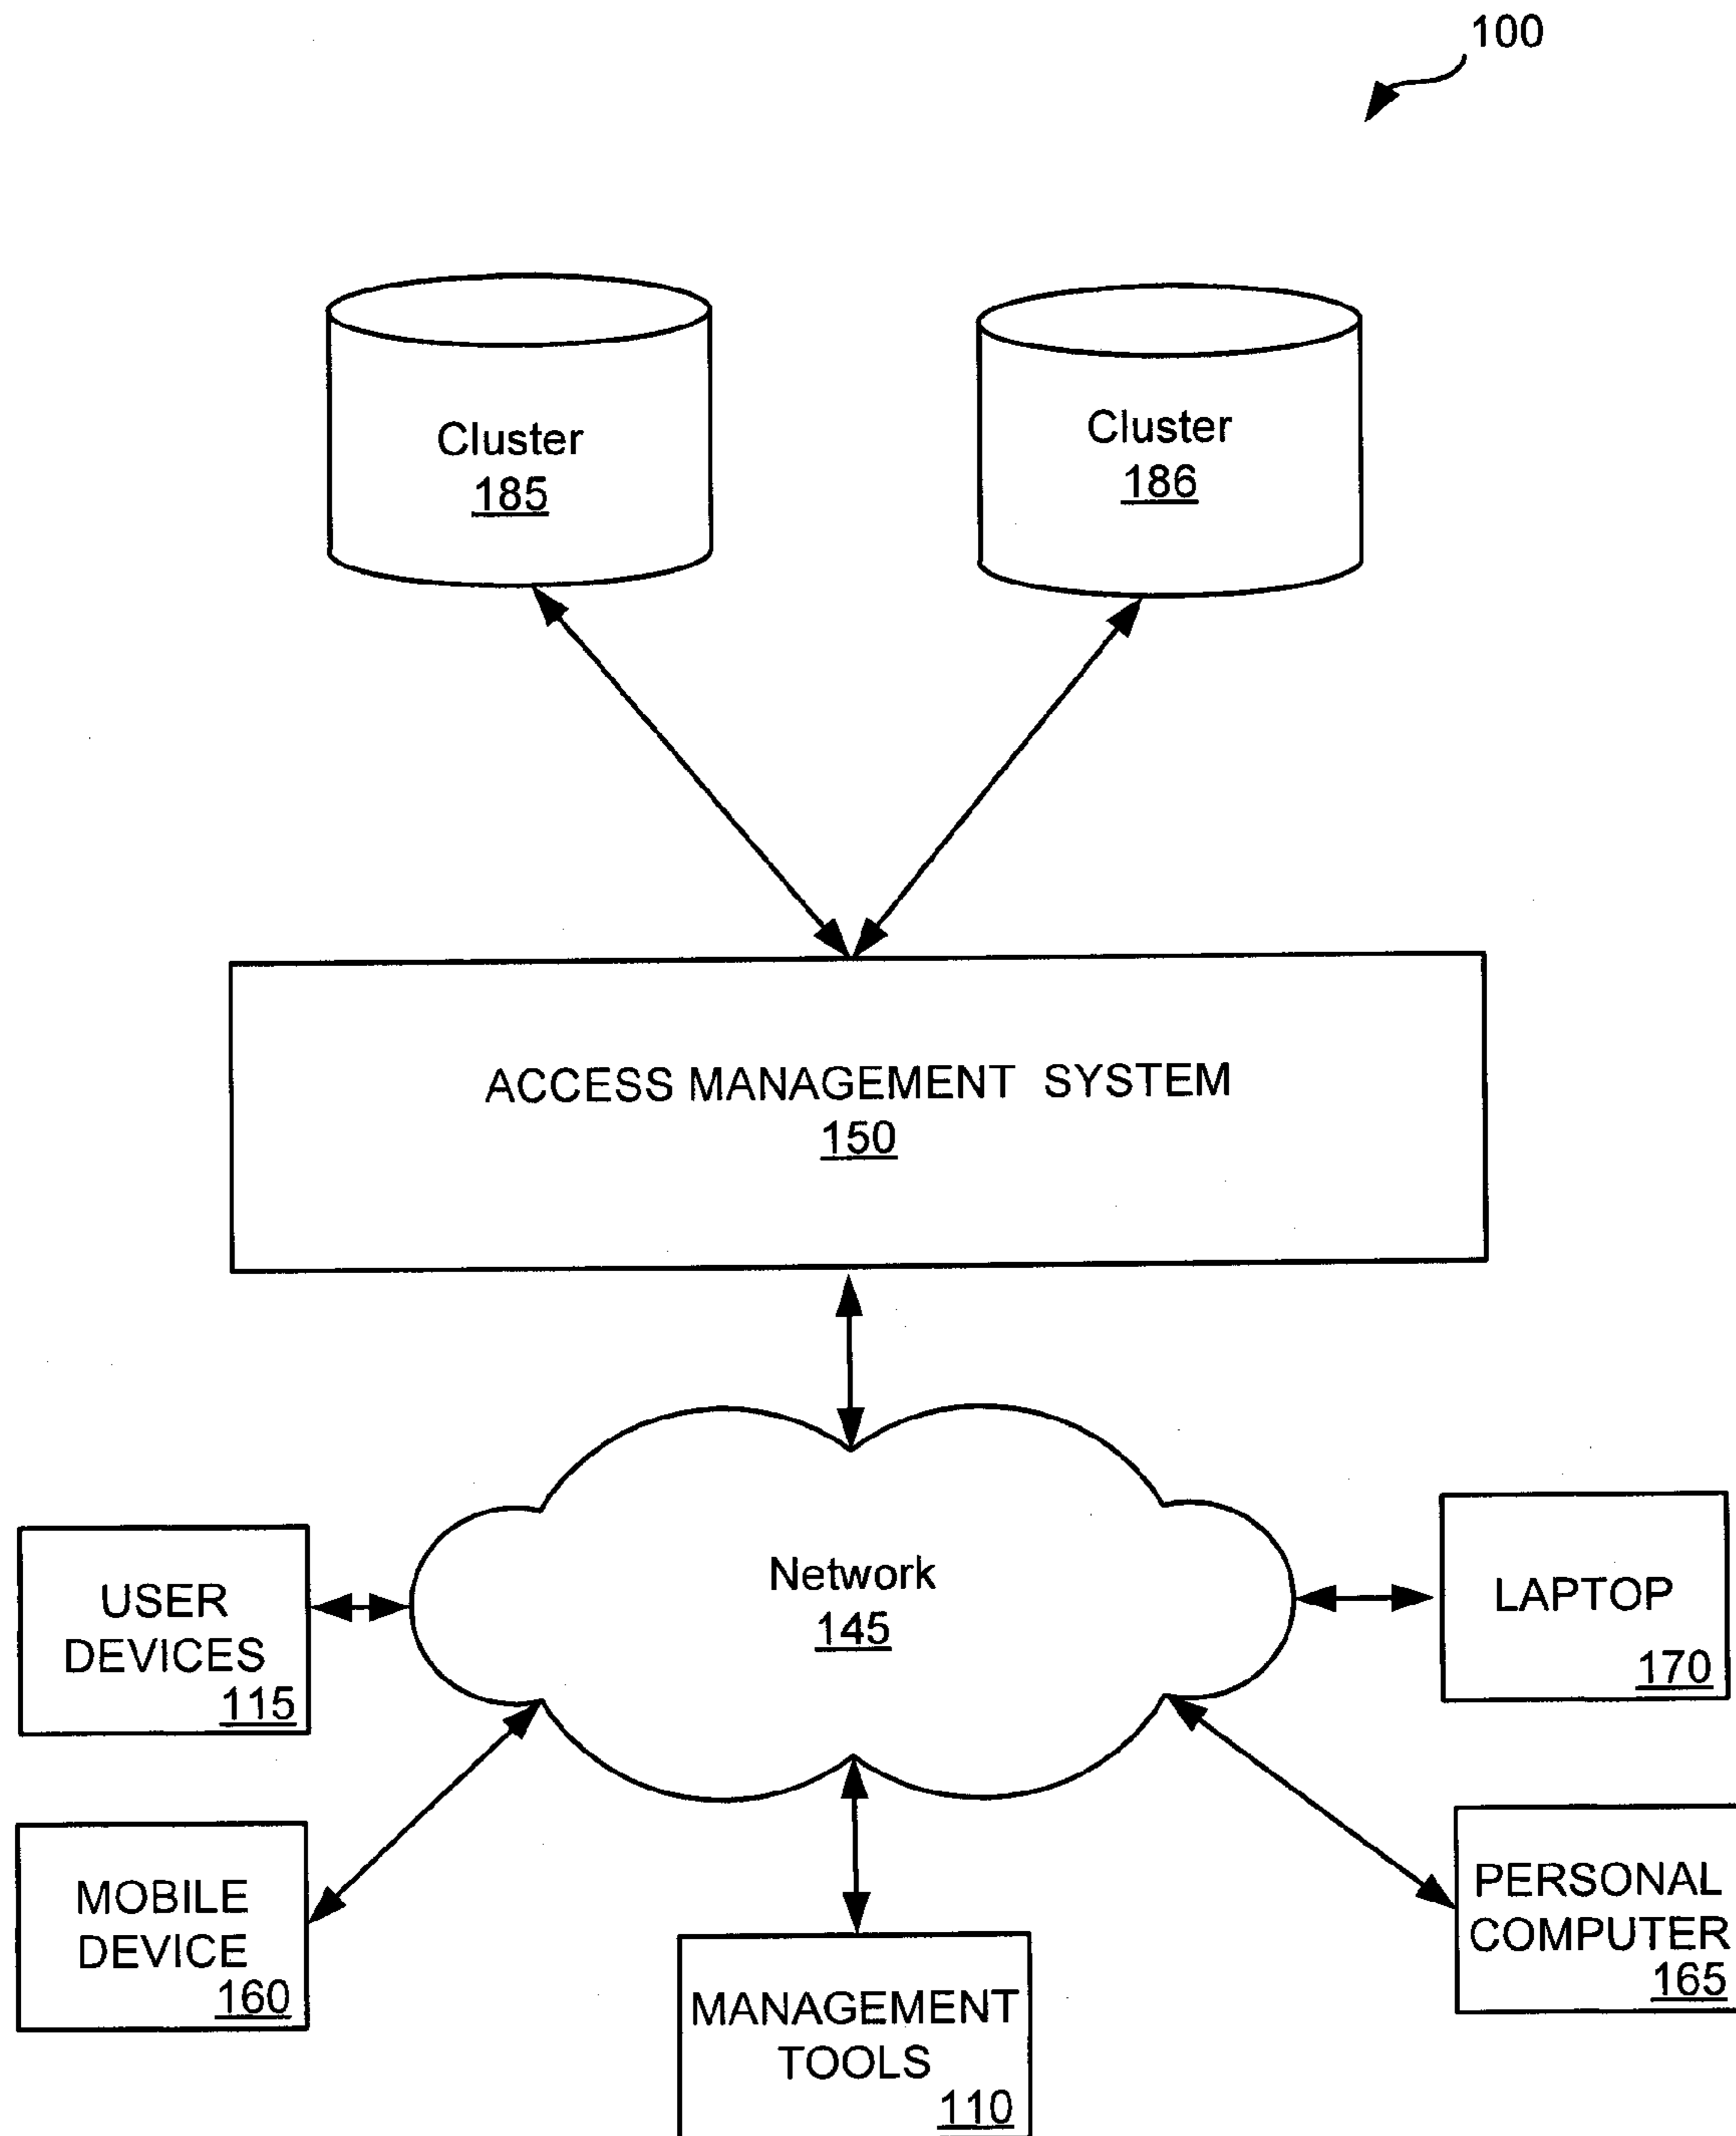 100
Cluster
185
Cluster
186
ACCESS MANAGEMENT SYSTEM
150
Network
145
USER
DEVICES
115
LAPTOP
170
MOBILE
DEVICE
160
PERSONAL
COMPUTER
165
MANAGEMENT
TOOLS
110